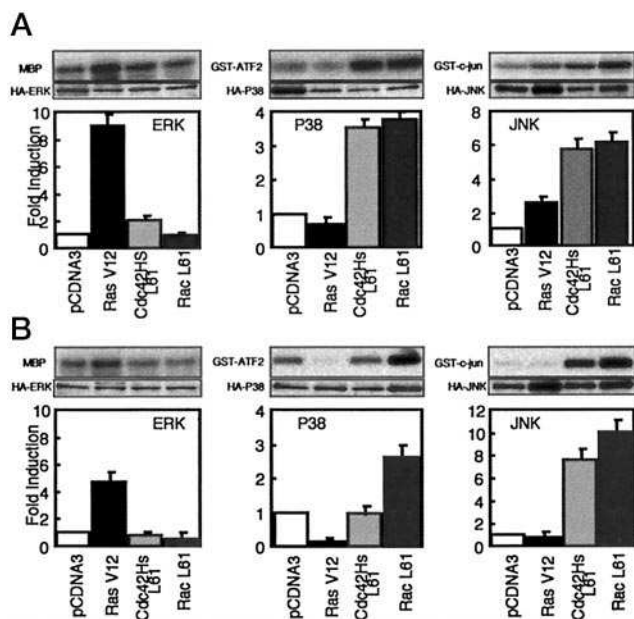 A
MBP
HA-ERK
GST-ATF2
HA-P38
GST-c-jun
HA-JNK
Fold Induction
10
8
6
4
2
0
ERK
4
3
2
1
0
P38
8
6
4
2
0
JNK
pCDNA3
Ras V12
Cdc42Hs L61
Rac L61
pCDNA3
Ras V12
Cdc42Hs L61
Rac L61
pCDNA3
Ras V12
Cdc42Hs L61
Rac L61
B
MBP
HA-ERK
GST-ATF2
HA-P38
GST-c-jun
HA-JNK
Fold Induction
10
8
6
4
2
0
ERK
4
3
2
1
0
P38
12
10
8
6
4
2
0
JNK
pCDNA3
Ras V12
Cdc42Hs L61
Rac L61
pCDNA3
Ras V12
Cdc42Hs L61
Rac L61
pCDNA3
Ras V12
Cdc42Hs L61
Rac L61